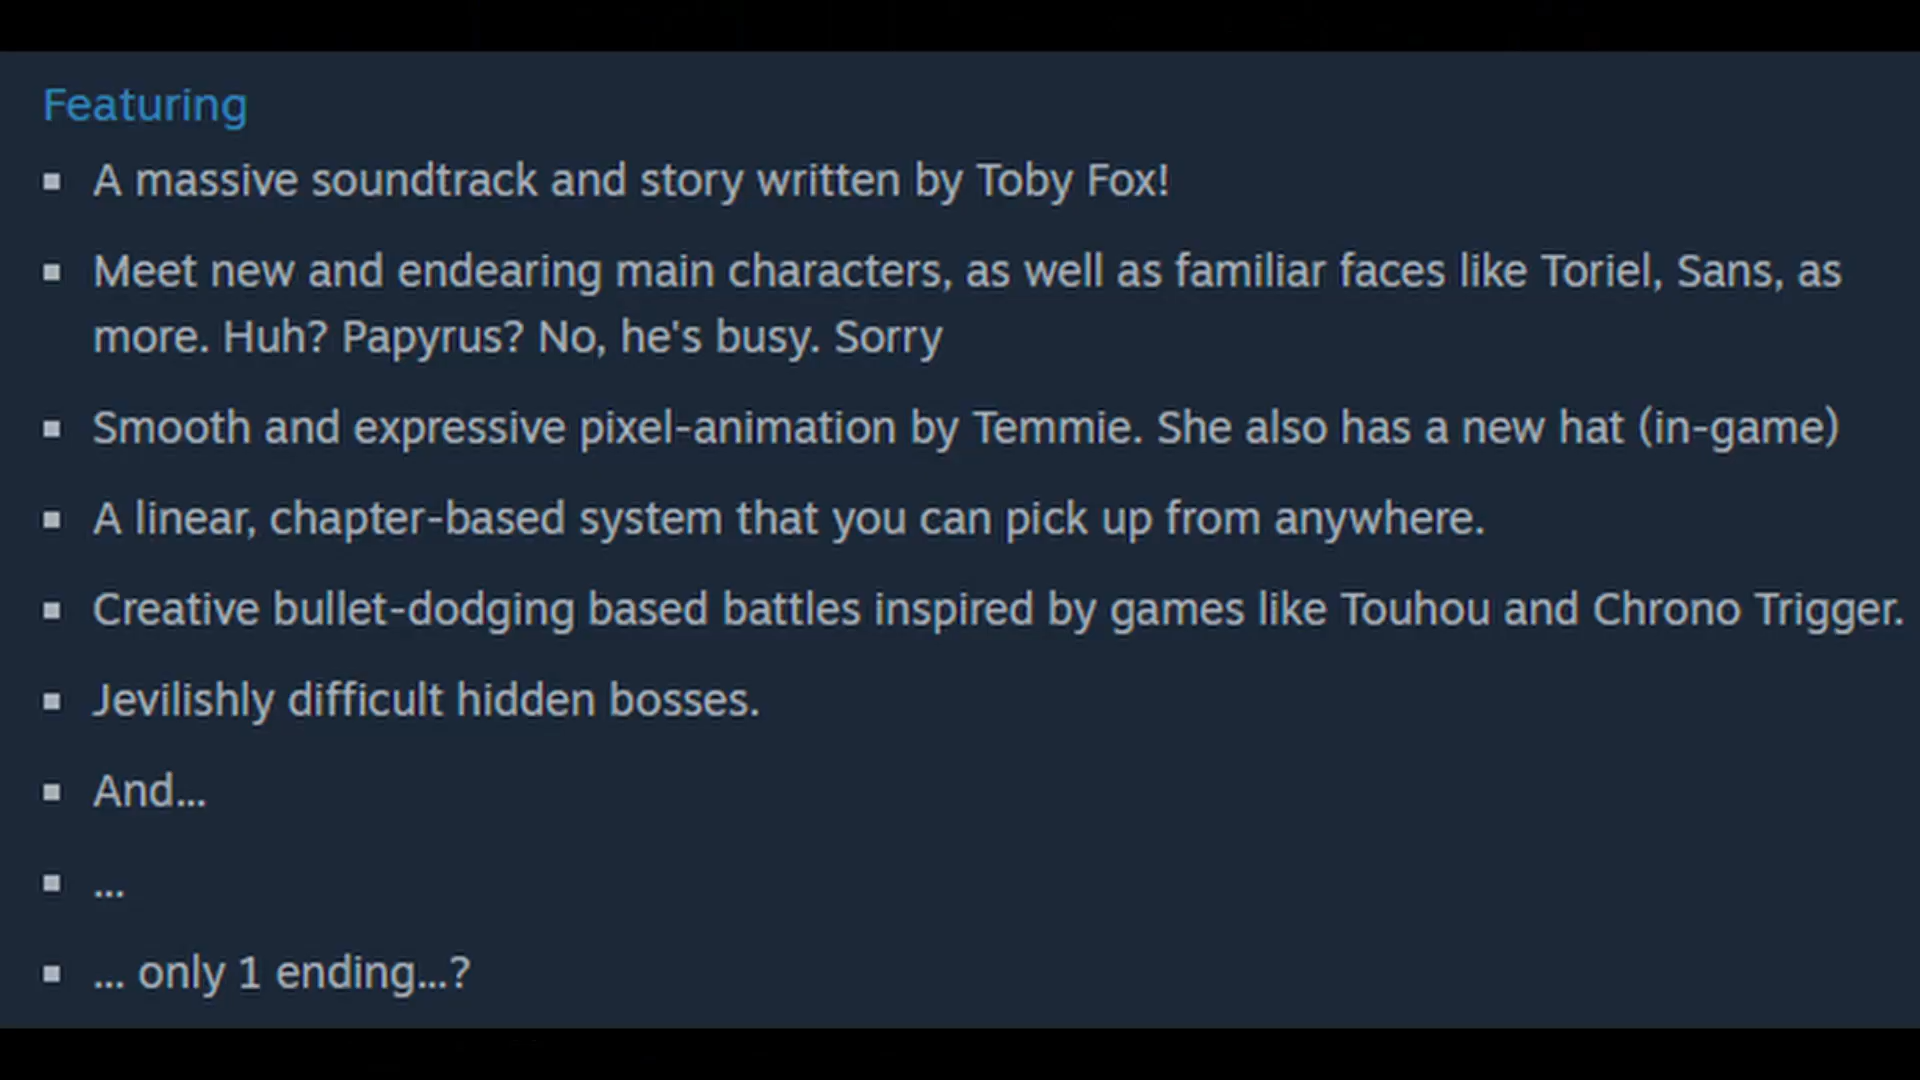 Featuring
▪ A massive soundtrack and story written by Toby Fox!
▪ Meet new and endearing main characters, as well as familiar faces like Toriel, Sans, as
more. Huh? Papyrus? No, he's busy. Sorry
▪ Smooth and expressive pixel-animation by Temmie. She also has a new hat (in-game)
▪ A linear, chapter-based system that you can pick up from anywhere.
▪ Creative bullet-dodging based battles inspired by games like Touhou and Chrono Trigger.
▪ Jevilishly difficult hidden bosses.
▪ And...
▪ ...
▪ ... only 1 ending...?